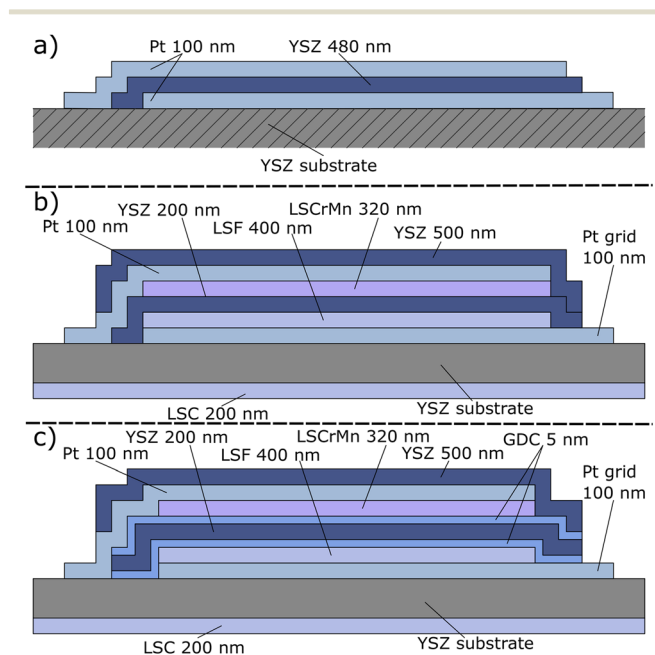 a)
Pt 100 nm
YSZ 480 nm
YSZ substrate
b)
YSZ 200 nm
LSCrMn 320 nm
Pt 100 nm
LSF 400 nm
YSZ 500 nm
Pt grid
100 nm
LSC 200 nm
YSZ substrate
c)
YSZ 200 nm
LSCrMn 320 nm
GDC 5 nm
Pt 100 nm
LSF 400 nm
YSZ 500 nm
Pt grid
100 nm
LSC 200 nm
YSZ substrate